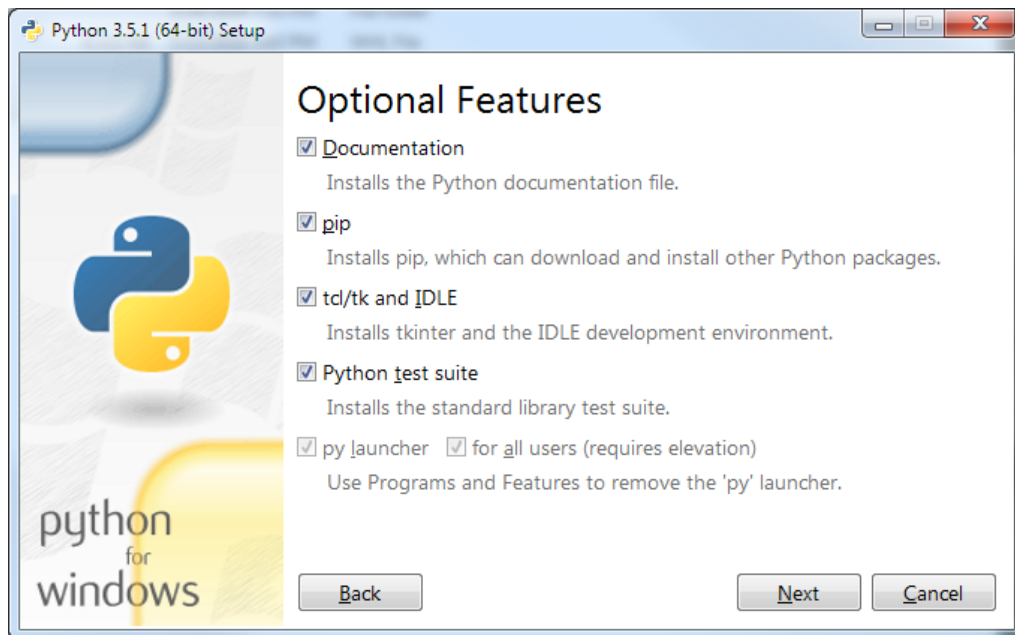 Python 3.5.1 (64-bit) Setup
Optional Features
Documentation
Installs the Python documentation file.
pip
Installs pip, which can download and install other Python packages.
tcl/tk and IDLE
Installs tkinter and the IDLE development environment.
Python test suite
Installs the standard library test suite.
py launcher for all users (requires elevation)
Use Programs and Features to remove the 'py' launcher.
python
for
windows
Back Next Cancel